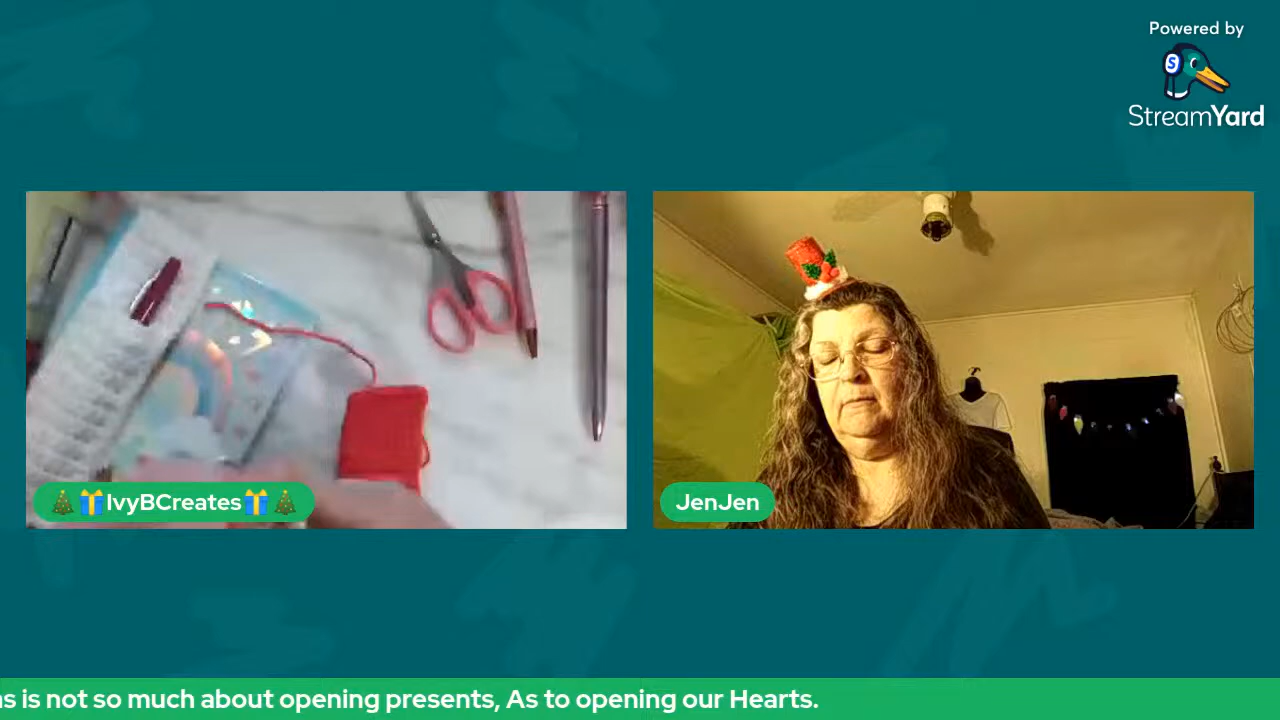 Powered by
S
StreamYard
🎄🎁IvyBCreates🎁🎄
JenJen
s is not so much about opening presents, As to opening our Hearts.